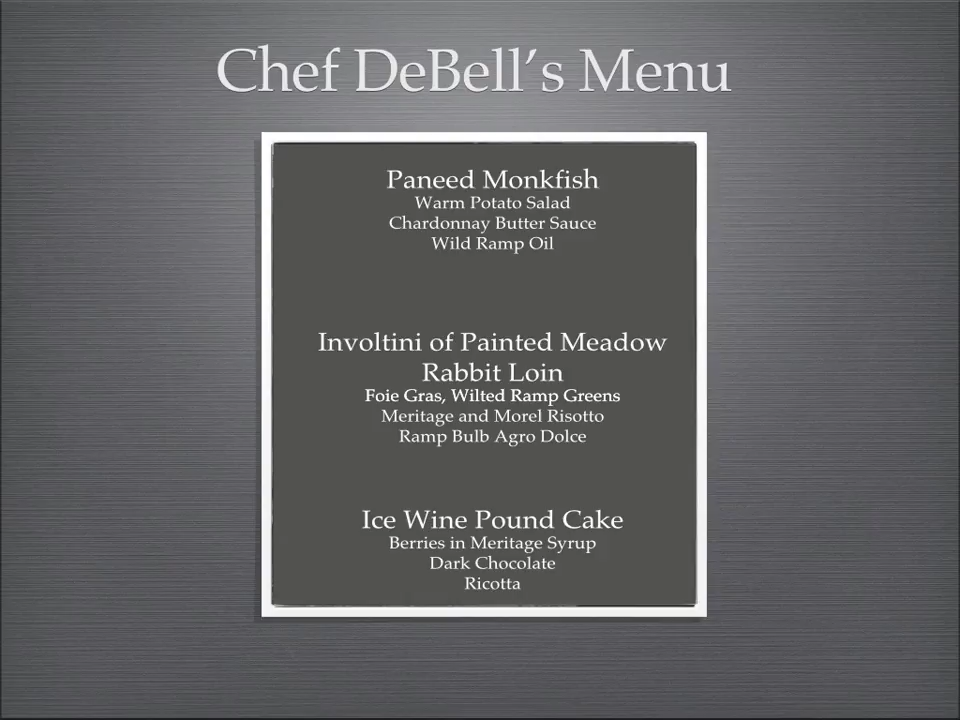 Chef DeBell’s Menu
Paneed Monkfish
Warm Potato Salad
Chardonnay Butter Sauce
Wild Ramp Oil
Involtini of Painted Meadow
Rabbit Loin
Foie Gras, Wilted Ramp Greens
Meritage and Morel Risotto
Ramp Bulb Agro Dolce
Ice Wine Pound Cake
Berries in Meritage Syrup
Dark Chocolate
Ricotta